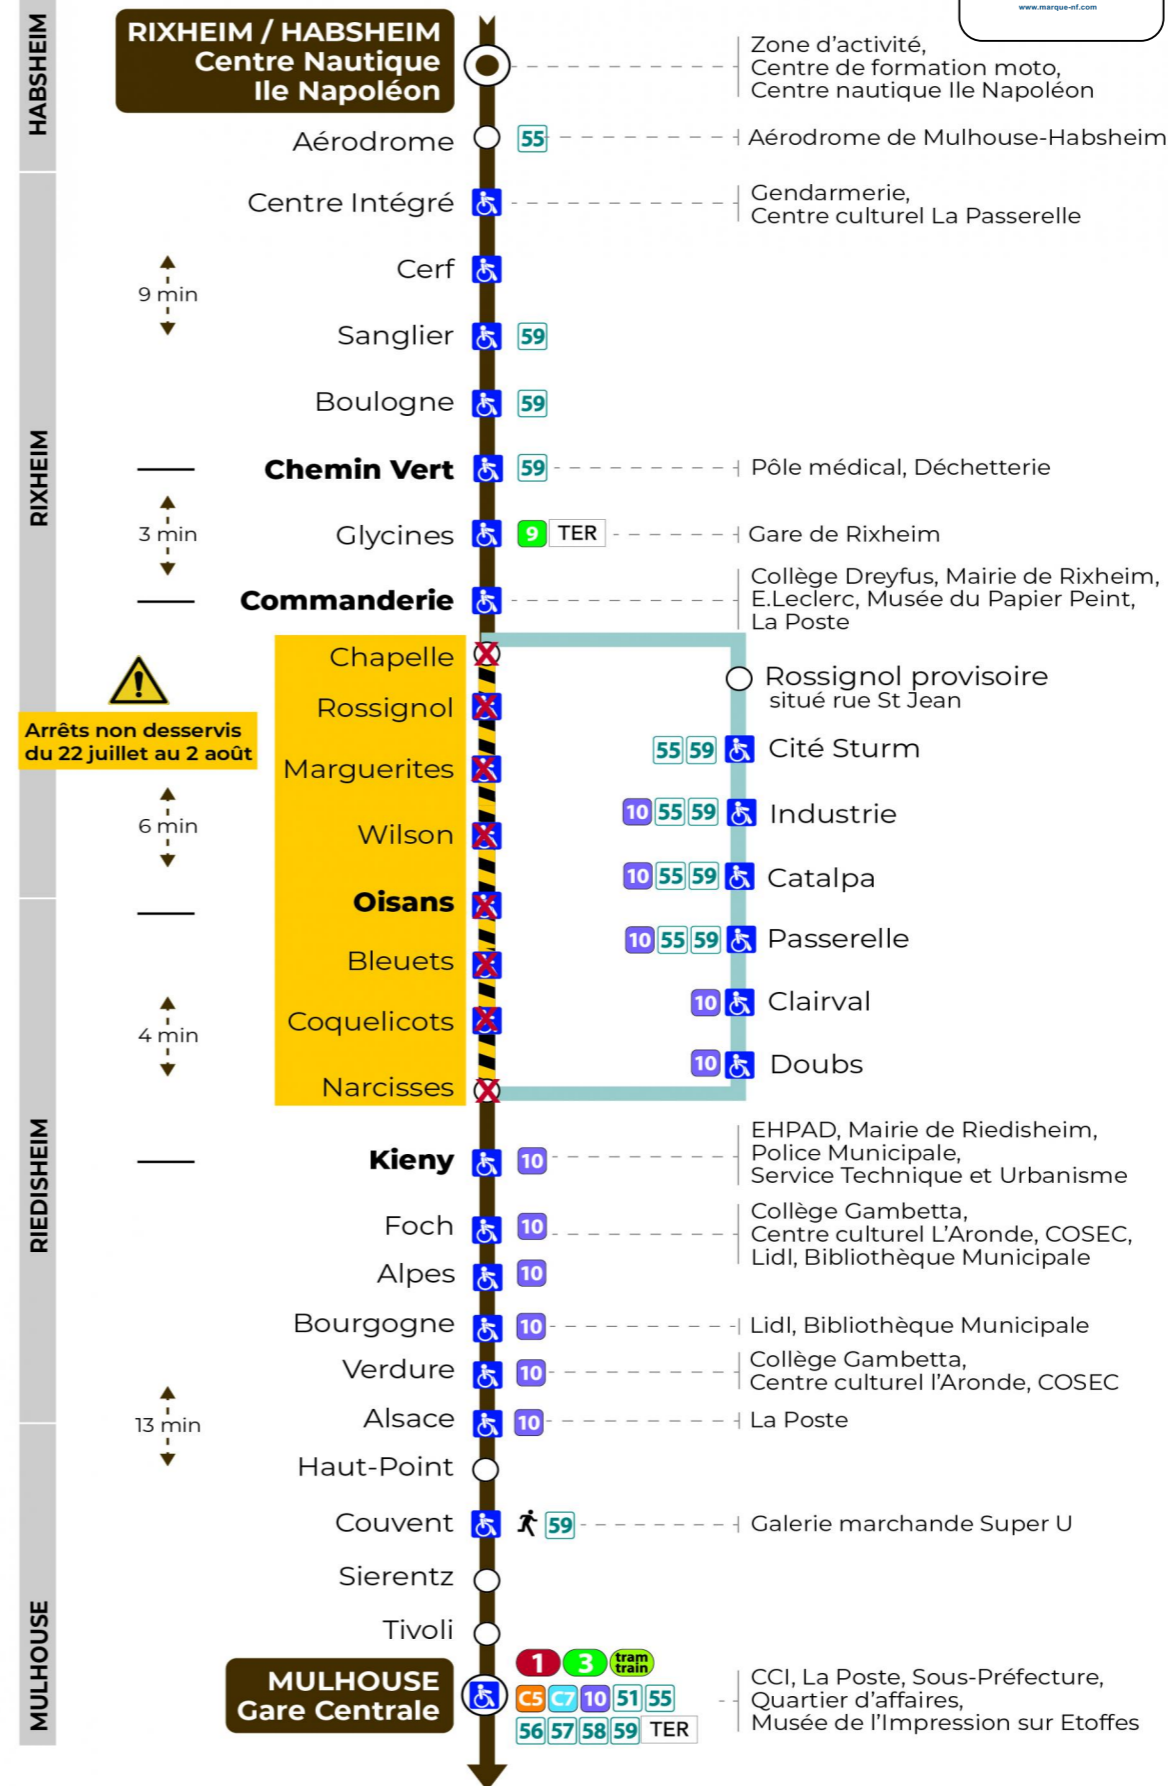 www.marque-nf.com
HABSHEIM
RIXHEIM / HABSHEIM
Centre Nautique
Ile Napoléon
Zone d'activité,
Centre de formation moto,
Centre nautique Ile Napoléon
Aérodrome
55
Aérodrome de Mulhouse-Habsheim
RIXHEIM
Centre Intégré
Gendarmerie,
Centre culturel La Passerelle
Cerf
9 min
Sanglier
59
Boulogne
59
Chemin Vert
59
Pôle médical, Déchetterie
3 min
Glycines
9 TER
Gare de Rixheim
Commanderie
Collège Dreyfus, Mairie de Rixheim,
E.Leclerc, Musée du Papier Peint,
La Poste
Chapelle
Rossignol
Marguerites
Wilson
Oisans
Bleuets
Coquelicots
Narcisses
Arrêts non desservis
du 22 juillet au 2 août
6 min
4 min
Rossignol provisoire
situé rue St Jean
55 59 Cité Sturm
10 55 59 Industrie
10 55 59 Catalpa
10 55 59 Passerelle
10 Clairval
10 Doubs
RIEDISHEIM
Kieny
10
EHPAD, Mairie de Riedisheim,
Police Municipale,
Service Technique et Urbanisme
Foch
10
Collège Gambetta,
Centre culturel L'Aronde, COSEC,
Lidl, Bibliothèque Municipale
Alpes
10
Bourgogne
10
Lidl, Bibliothèque Municipale
Verdure
10
Collège Gambetta,
Centre culturel l'Aronde, COSEC
13 min
Alsace
10
La Poste
MULHOUSE
Haut-Point
Couvent
59
Galerie marchande Super U
Sierentz
Tivoli
MULHOUSE
Gare Centrale
1 3 tram
train
C5 C7 10 51 55
56 57 58 59 TER
CCI, La Poste, Sous-Préfecture,
Quartier d'affaires,
Musée de l'Impression sur Etoffes